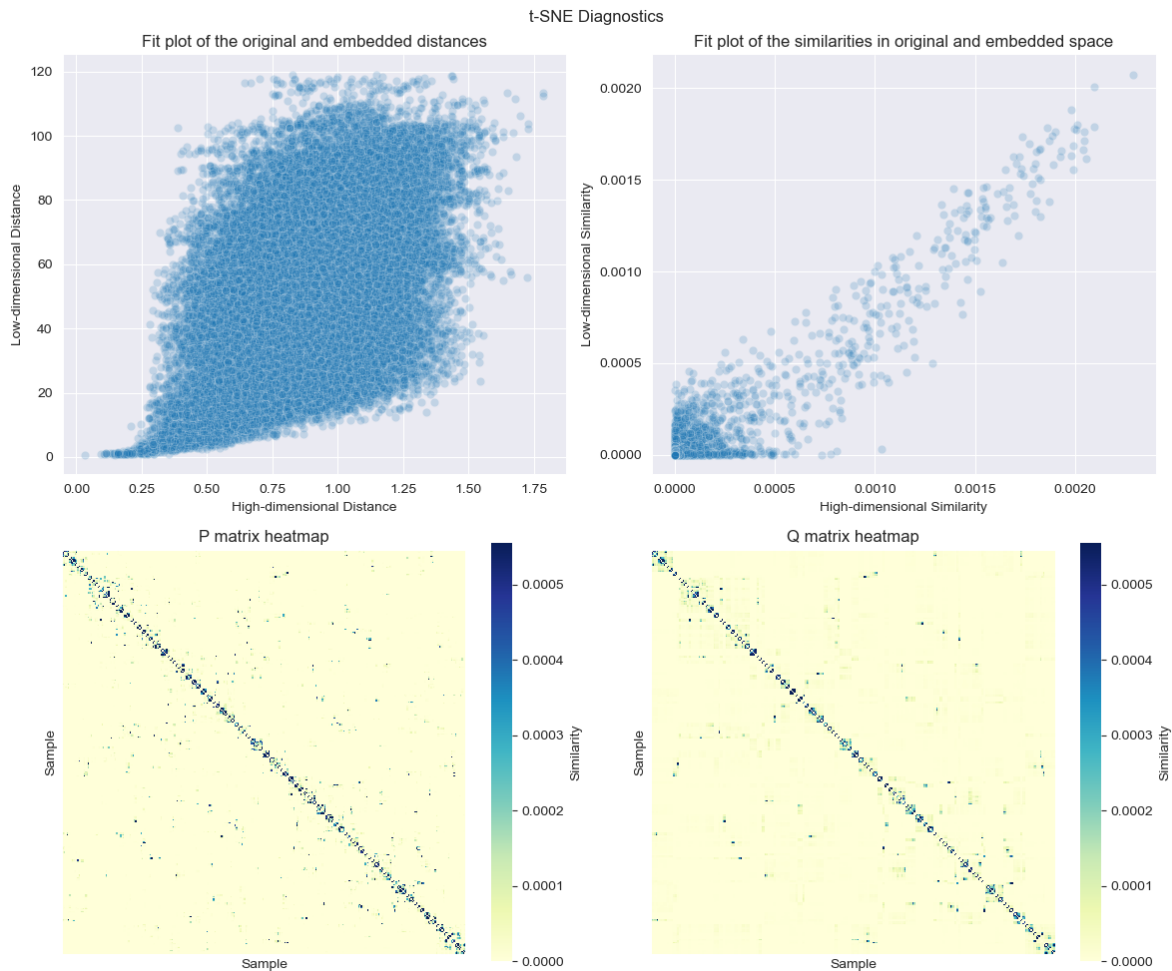 t-SNE Diagnostics
Fit plot of the original and embedded distances
120
100
80
60
40
20
0
Low-dimensional Distance
0.00 0.25 0.50 0.75 1.00 1.25 1.50 1.75
High-dimensional Distance
Fit plot of the similarities in original and embedded space
0.0020
0.0015
0.0010
0.0005
0.0000
Low-dimensional Similarity
0.0000 0.0005 0.0010 0.0015 0.0020
High-dimensional Similarity
P matrix heatmap
Sample
Sample
0.0005
0.0004
0.0003
0.0002
0.0001
0.0000
Similarity
Q matrix heatmap
Sample
Sample
0.0005
0.0004
0.0003
0.0002
0.0001
0.0000
Similarity